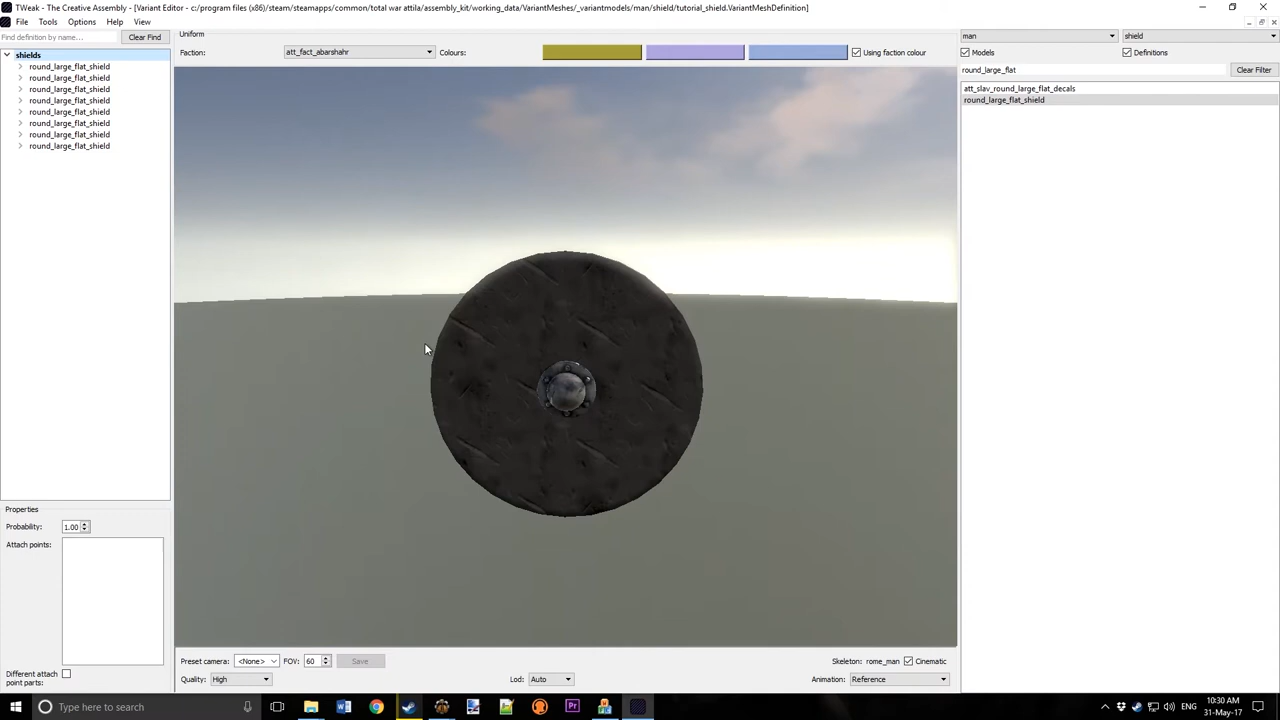 TWeak - The Creative Assembly - [Variant Editor - c:/program files (x86)/steam/steamapps/common/total war attila/assembly_kit/working_data/VariantMeshes/_variantmodels/man/shield/tutorial_shield.VariantMeshDefinition]
File Tools Options Help View
Find definition by name... Clear Find
shields
round_large_flat_shield
round_large_flat_shield
round_large_flat_shield
round_large_flat_shield
round_large_flat_shield
round_large_flat_shield
round_large_flat_shield
round_large_flat_shield
Properties
Probability: 1.00
Attach points:
Different attach
point parts:
Uniform
Faction: att_fact_abarshahr Colours: Using faction colour
Preset camera: <None> FOV: 60 Save Skeleton: rome_man Cinematic
Quality: High Lod: Auto Animation: Reference
man shield
Models Definitions
round_large_flat Clear Filter
att_slav_round_large_flat_decals
round_large_flat_shield
Type here to search
10:30 AM
31-May-17